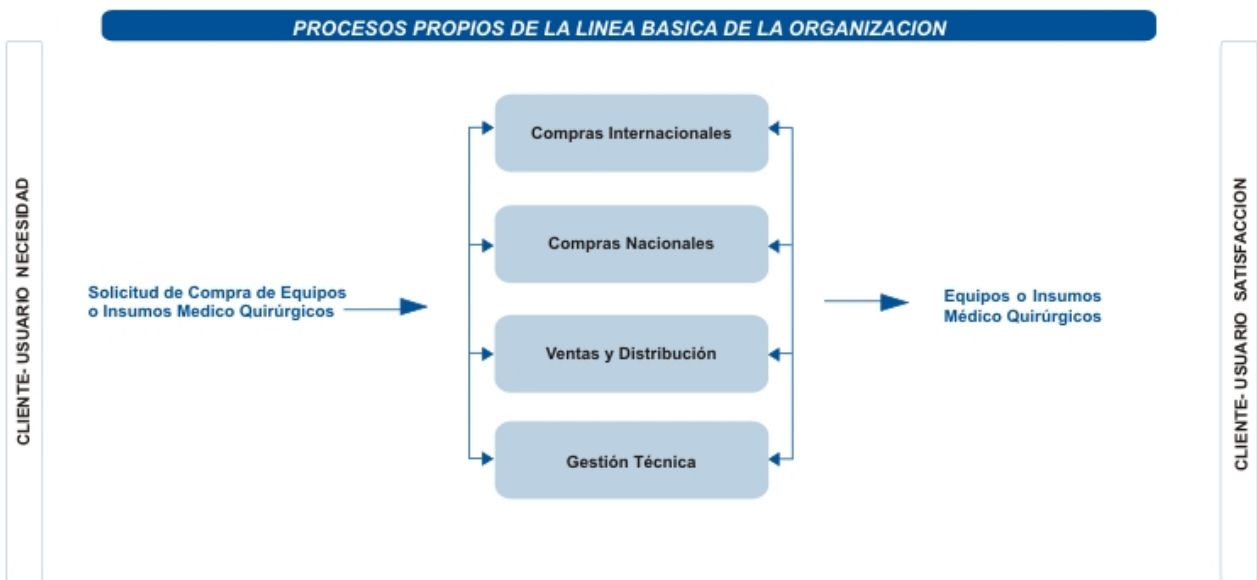 PROCESOS PROPIOS DE LA LINEA BASICA DE LA ORGANIZACION
CLIENTE- USUARIO NECESIDAD
Solicitud de Compra de Equipos
o Insumos Medico Quirúrgicos
Compras Internacionales
Compras Nacionales
Ventas y Distribución
Gestión Técnica
Equipos o Insumos
Médico Quirúrgicos
CLIENTE- USUARIO SATISFACCION